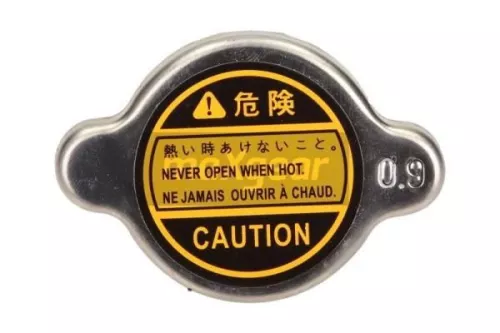 危険
熱い時あけないこと。
NEVER OPEN WHEN HOT.
NE JAMAIS OUVRIR À CHAUD.
maxgear
CAUTION
0.9